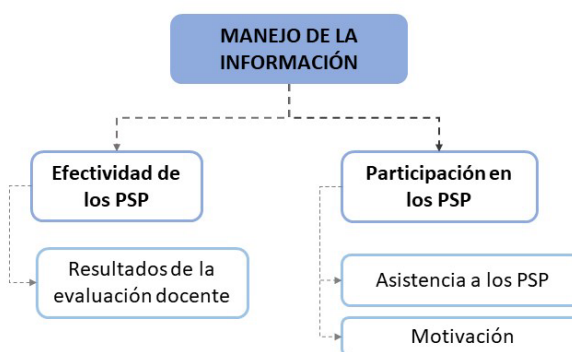 MANEJO DE LA
INFORMACIÓN
Efectividad de
los PSP
Participación en
los PSP
Resultados de la
evaluación docente
Asistencia a los PSP
Motivación